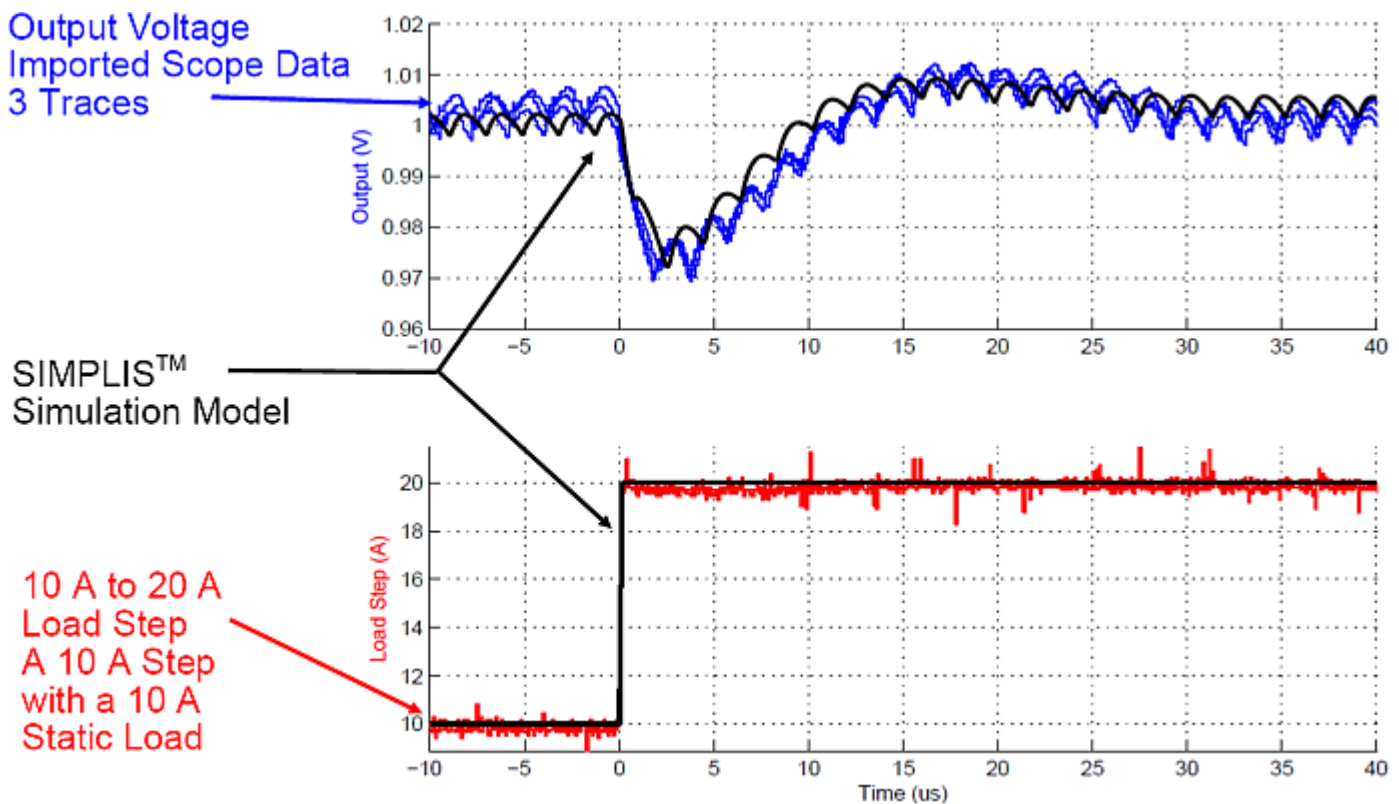 Output Voltage
Imported Scope Data
3 Traces
1.02
1.01
1
0.99
0.98
0.97
0.96
Output (V)
−10 −5 0 5 10 15 20 25 30 35 40
SIMPLIS™
Simulation Model
20
18
16
14
12
10
Load Step (A)
10 A to 20 A
Load Step
A 10 A Step
with a 10 A
Static Load
−10 −5 0 5 10 15 20 25 30 35 40
Time (us)